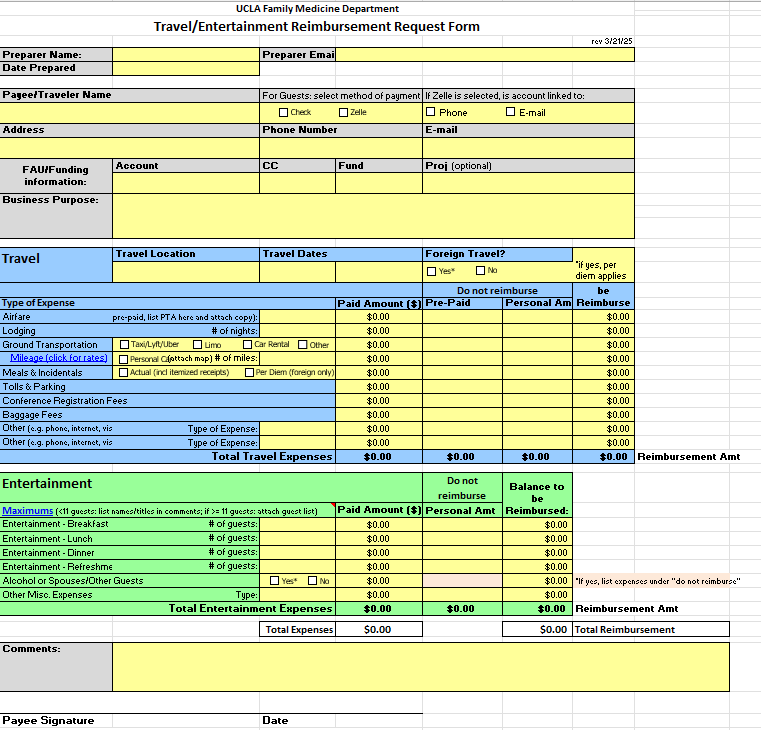 UCLA Family Medicine Department
Travel/Entertainment Reimbursement Request Form
rev 3/21/25
Preparer Name: Preparer Emai
Date Prepared
Payee/Traveler Name For Guests: select method of payment If Zelle is selected, is account linked to:
Check Zelle Phone E-mail
Address Phone Number E-mail
FAU/Funding information: Account CC Fund Proj (optional)
Business Purpose:
Travel Travel Location Travel Dates Foreign Travel?
Yes* No *if yes, per diem applies
Do not reimburse be
Type of Expense Paid Amount ($) Pre-Paid Personal Am Reimburse
Airfare pre-paid, list PTA here and attach copy): $0.00 $0.00
Lodging # of nights: $0.00 $0.00
Ground Transportation Taxi/Lyft/Uber Limo Car Rental Other $0.00 $0.00
Mileage (click for rates) Personal Ca (attach map) # of miles: $0.00 $0.00
Meals & Incidentals Actual (incl itemized receipts) Per Diem (foreign only) $0.00 $0.00
Tolls & Parking $0.00 $0.00
Conference Registration Fees $0.00 $0.00
Baggage Fees $0.00 $0.00
Other (e.g. phone, internet, vis Type of Expense: $0.00 $0.00
Other (e.g. phone, internet, vis Type of Expense: $0.00 $0.00
Total Travel Expenses $0.00 $0.00 $0.00 $0.00 Reimbursement Amt
Entertainment Do not reimburse Balance to be Reimbursed:
Maximums (<11 guests: list names/titles in comments; if >= 11 guests: attach guest list) Paid Amount ($) Personal Amt
Entertainment - Breakfast # of guests: $0.00 $0.00
Entertainment - Lunch # of guests: $0.00 $0.00
Entertainment - Dinner # of guests: $0.00 $0.00
Entertainment - Refreshme # of guests: $0.00 $0.00
Alcohol or Spouses/Other Guests Yes* No $0.00 $0.00 *If yes, list expenses under "do not reimburse"
Other Misc. Expenses Type: $0.00 $0.00
Total Entertainment Expenses $0.00 $0.00 $0.00 Reimbursement Amt
Total Expenses $0.00 $0.00 Total Reimbursement
Comments:
Payee Signature Date